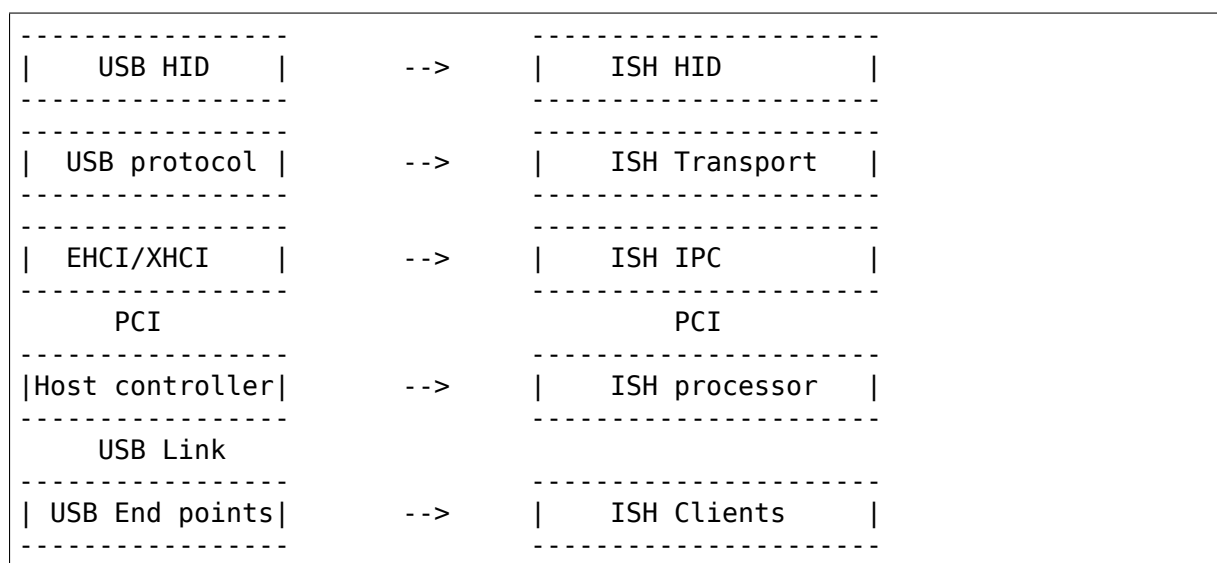 -----------------               ----------------------
|    USB HID    |       -->     |    ISH HID         |
-----------------               ----------------------
-----------------               ----------------------
|  USB protocol |       -->     |    ISH Transport   |
-----------------               ----------------------
-----------------               ----------------------
|  EHCI/XHCI    |       -->     |    ISH IPC         |
-----------------               ----------------------
      PCI                                PCI
-----------------               ----------------------
|Host controller|       -->     |    ISH processor   |
-----------------               ----------------------
     USB Link
-----------------               ----------------------
| USB End points|       -->     |    ISH Clients     |
-----------------               ----------------------